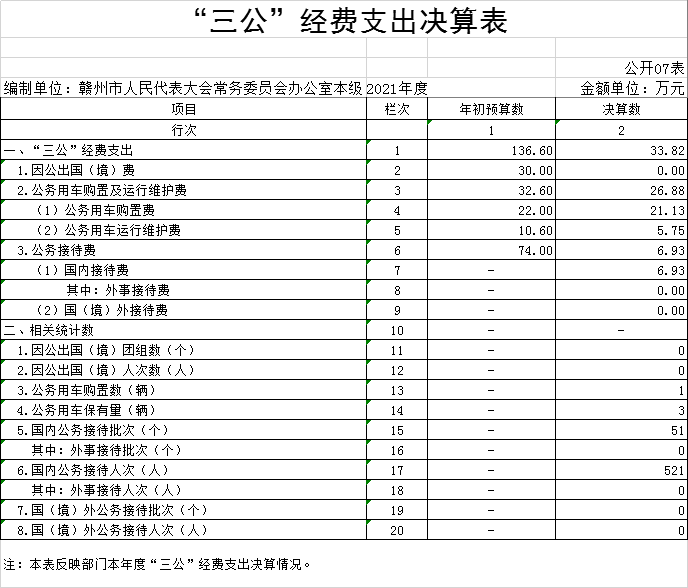 “三公”经费支出决算表
公开07表
编制单位：赣州市人民代表大会常务委员会办公室本级 2021年度 金额单位：万元
项目 栏次 年初预算数 决算数
行次 1 2
一、“三公”经费支出 1 136.60 33.82
1.因公出国（境）费 2 30.00 0.00
2.公务用车购置及运行维护费 3 32.60 26.88
（1）公务用车购置费 4 22.00 21.13
（2）公务用车运行维护费 5 10.60 5.75
3.公务接待费 6 74.00 6.93
（1）国内接待费 7 - 6.93
其中：外事接待费 8 - 0.00
（2）国（境）外接待费 9 - 0.00
二、相关统计数 10 - -
1.因公出国（境）团组数（个） 11 - 0
2.因公出国（境）人次数（人） 12 - 0
3.公务用车购置数（辆） 13 - 1
4.公务用车保有量（辆） 14 - 3
5.国内公务接待批次（个） 15 - 51
其中：外事接待批次（个） 16 - 0
6.国内公务接待人次（人） 17 - 521
其中：外事接待人次（人） 18 - 0
7.国（境）外公务接待批次（个） 19 - 0
8.国（境）外公务接待人次（人） 20 - 0
注：本表反映部门本年度“三公”经费支出决算情况。